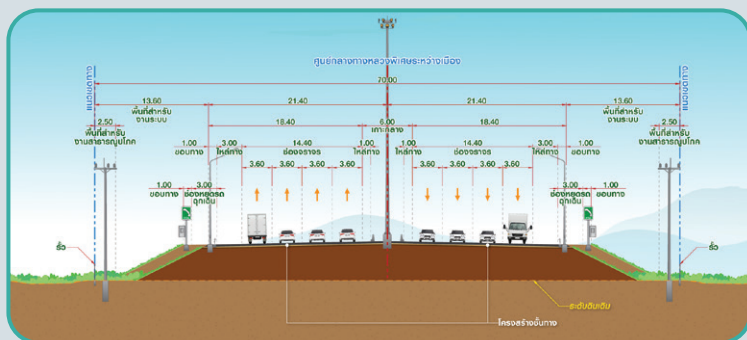 ศูนย์กลางทางหลวงพิเศษระหว่างเมือง
70.00
แนวเขตทาง
แนวเขตทาง
13.60 21.40 21.40 13.60
พื้นที่สำหรับ
งานระบบ
พื้นที่สำหรับ
งานระบบ
2.50 18.40 6.00 18.40 2.50
เกาะกลาง
พื้นที่สำหรับ
งานสาธารณูปโภค
พื้นที่สำหรับ
งานสาธารณูปโภค
1.00 3.00 14.40 1.00 1.00 14.40 3.00 1.00
ขอบทาง ไหล่ทาง ช่องจราจร ไหล่ทาง ไหล่ทาง ช่องจราจร ไหล่ทาง ขอบทาง
3.60 3.60 3.60 3.60 3.60 3.60 3.60 3.60
1.00 3.00 3.00 1.00
ขอบทาง ช่องหยุดรถ
ฉุกเฉิน
ช่องหยุดรถ
ฉุกเฉิน
ขอบทาง
รั้ว รั้ว
ระดับดินเดิม
โครงสร้างชั้นทาง